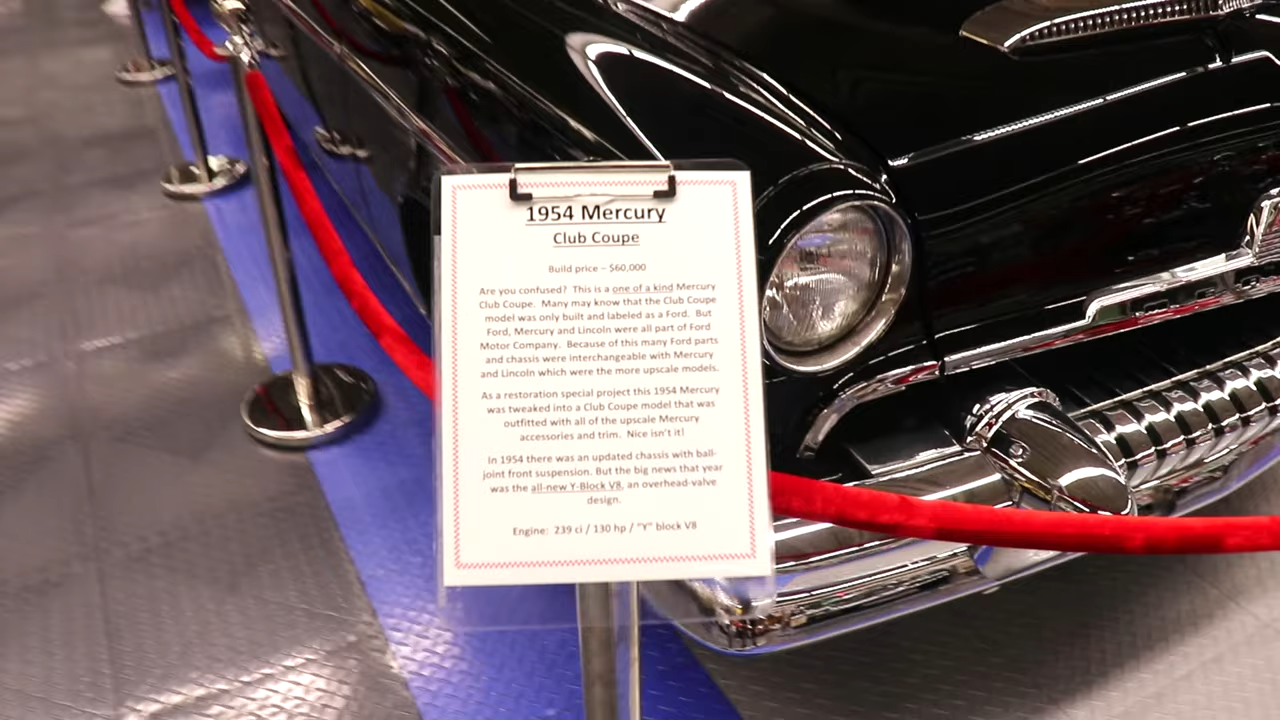 1954 Mercury
Club Coupe
Build price – $60,000
Are you confused? This is a one of a kind Mercury
Club Coupe. Many may know that the Club Coupe
model was only built and labeled as a Ford. But
Ford, Mercury and Lincoln were all part of Ford
Motor Company. Because of this many Ford parts
and chassis were interchangeable with Mercury
and Lincoln which were the more upscale models.
As a restoration special project this 1954 Mercury
was tweaked into a Club Coupe model that was
outfitted with all of the upscale Mercury
accessories and trim. Nice isn't it!
In 1954 there was an updated chassis with ball-
joint front suspension. But the big news that year
was the all-new Y-Block V8, an overhead-valve
design.
Engine: 239 ci / 130 hp / "Y" block V8